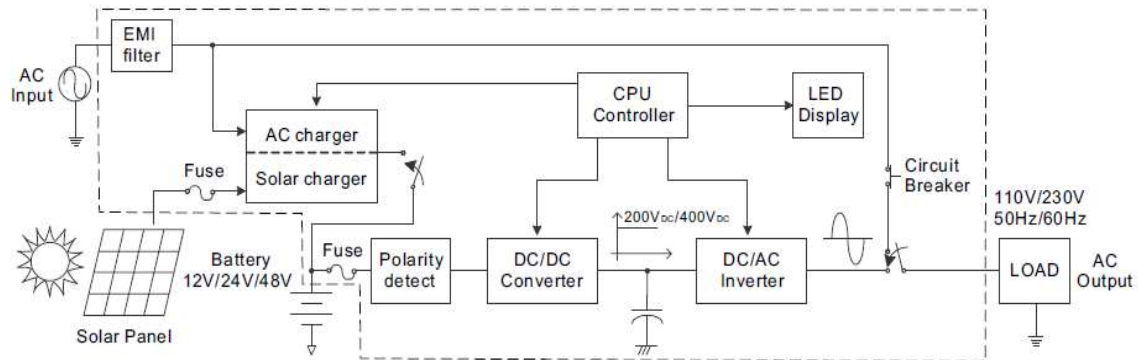 EMI
filter
AC
Input
CPU
Controller
LED
Display
AC charger
Solar charger
Fuse
Circuit
Breaker
110V/230V
50Hz/60Hz
200VDC/400VDC
Fuse
Battery
12V/24V/48V
Polarity
detect
DC/DC
Converter
DC/AC
Inverter
LOAD
AC
Output
Solar Panel